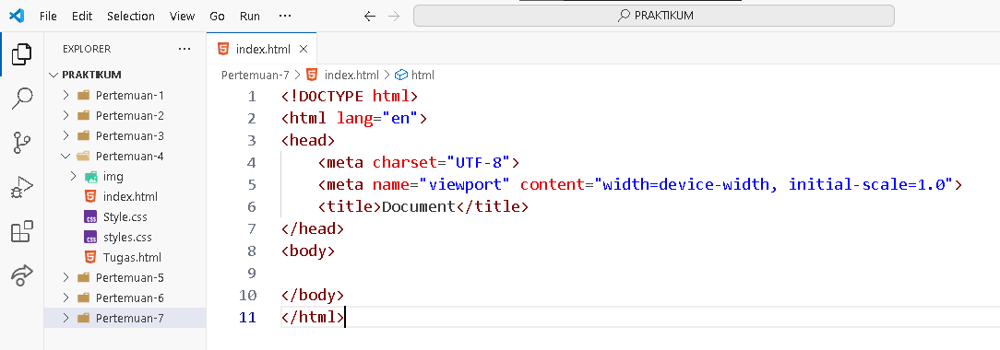 File Edit Selection View Go Run ··· ← → PRAKTIKUM
EXPLORER ···
PRAKTIKUM
Pertemuan-1
Pertemuan-2
Pertemuan-3
Pertemuan-4
img
index.html
Style.css
styles.css
Tugas.html
Pertemuan-5
Pertemuan-6
Pertemuan-7
index.html ×
Pertemuan-7 > index.html > html
1 <!DOCTYPE html>
2 <html lang="en">
3 <head>
4     <meta charset="UTF-8">
5     <meta name="viewport" content="width=device-width, initial-scale=1.0">
6     <title>Document</title>
7 </head>
8 <body>
9
10 </body>
11 </html>